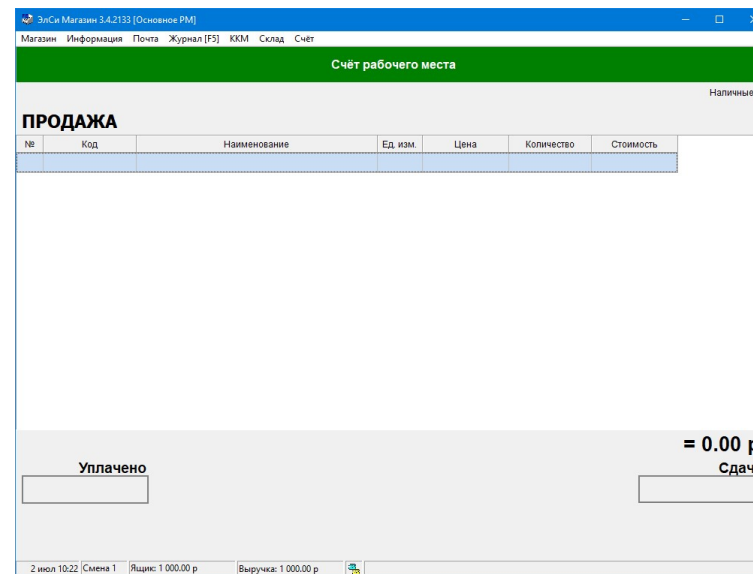 ЭлСи Магазин 3.4.2133 [Основное РМ]
Магазин Информация Почта Журнал [F5] ККМ Склад Счёт
Счёт рабочего места
Наличные
ПРОДАЖА
№ Код Наименование Ед. изм. Цена Количество Стоимость
= 0.00 р
Уплачено Сдач
2 июл 10:22 Смена 1 Ящик: 1 000.00 р Выручка: 1 000.00 р